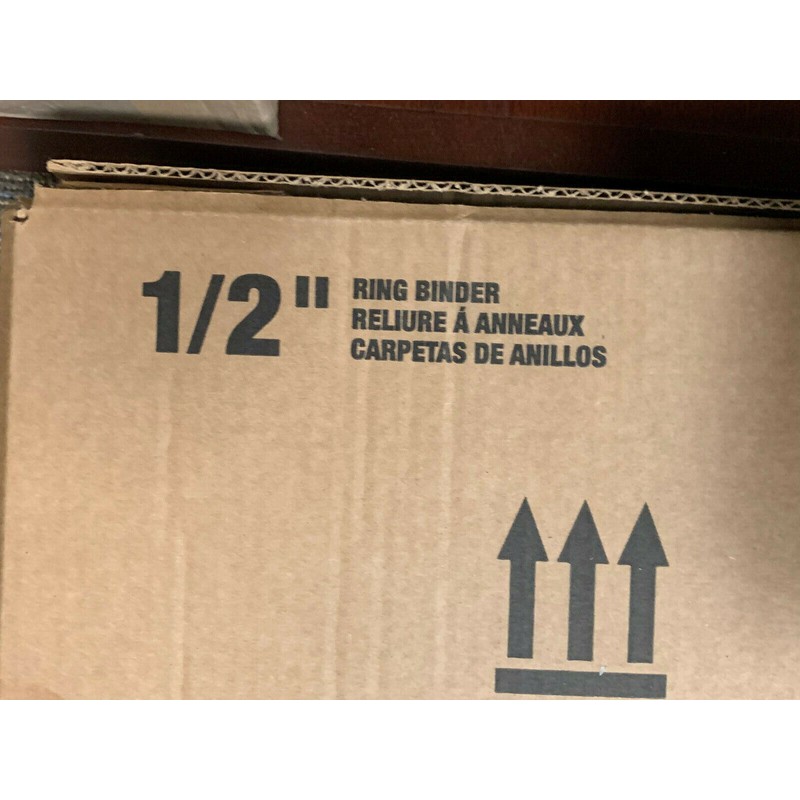 1/2" RING BINDER
RELIURE Á ANNEAUX
CARPETAS DE ANILLOS